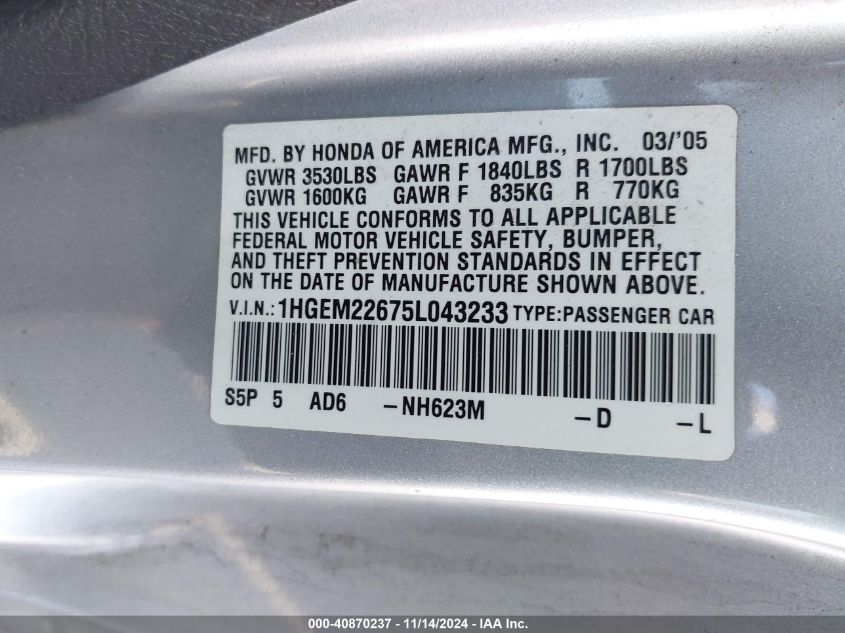 MFD. BY HONDA OF AMERICA MFG., INC. 03/'05
GVWR 3530LBS GAWR F 1840LBS R 1700LBS
GVWR 1600KG GAWR F 835KG R 770KG
THIS VEHICLE CONFORMS TO ALL APPLICABLE
FEDERAL MOTOR VEHICLE SAFETY, BUMPER,
AND THEFT PREVENTION STANDARDS IN EFFECT
ON THE DATE OF MANUFACTURE SHOWN ABOVE.
V.I.N.: 1HGEM22675L043233 TYPE:PASSENGER CAR
S5P 5 AD6 -NH623M -D -L
000-40870237 - 11/14/2024 - IAA Inc.